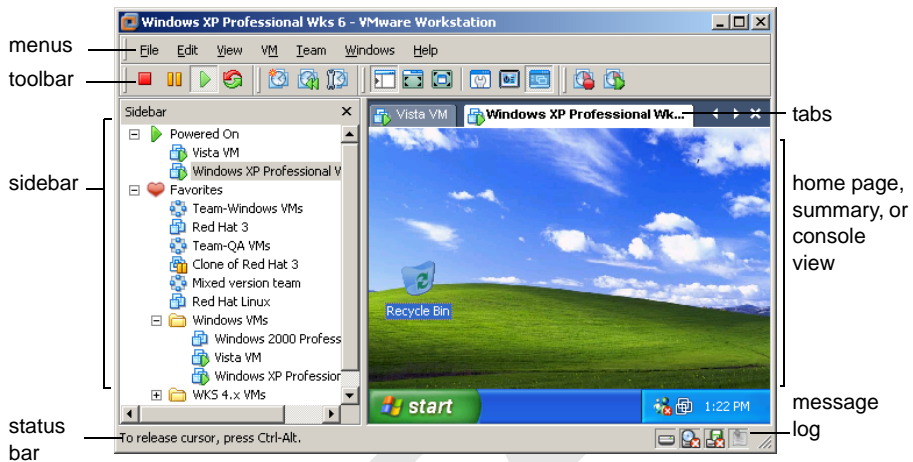 Windows XP Professional Wks 6 - VMware Workstation
menus
File Edit View VM Team Windows Help
toolbar
Sidebar
Vista VM
Windows XP Professional Wk...
tabs
sidebar
Powered On
Vista VM
Windows XP Professional V
Favorites
Team-Windows VMs
Red Hat 3
Team-QA VMs
Clone of Red Hat 3
Mixed version team
Red Hat Linux
Windows VMs
Windows 2000 Profess
Vista VM
Windows XP Profession
WKS 4.x VMs
Recycle Bin
start
1:22 PM
home page,
summary, or
console
view
status
bar
To release cursor, press Ctrl-Alt.
message
log